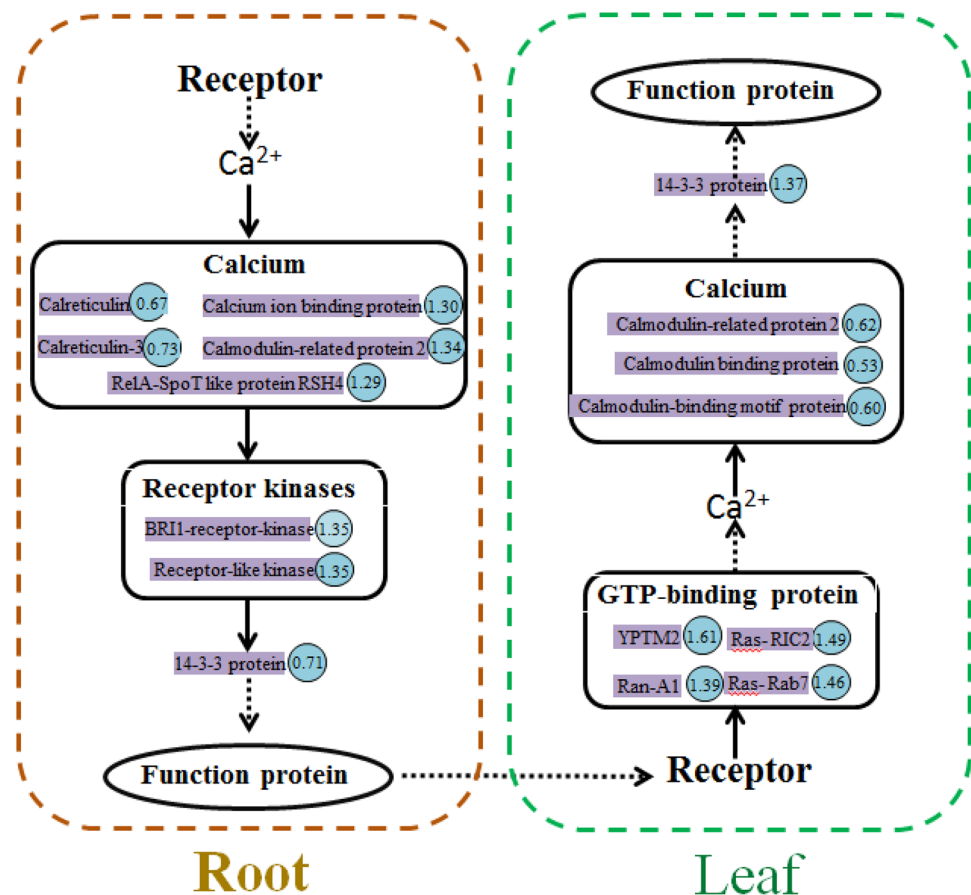 Receptor
Ca2+
Calcium
Calreticulin 0.67
Calcium ion binding protein 1.30
Calreticulin-3 0.73
Calmodulin-related protein 2 1.34
RelA-SpoT like protein RSH4 1.29
Receptor kinases
BRI1-receptor-kinase 1.35
Receptor-like kinase 1.35
14-3-3 protein 0.71
Function protein
Root
Function protein
14-3-3 protein 1.37
Calcium
Calmodulin-related protein 2 0.62
Calmodulin binding protein 0.53
Calmodulin-binding motif protein 0.60
Ca2+
GTP-binding protein
YPTM2 1.61
Ras-RIC2 1.49
Ran-A1 1.39
Ras-Rab7 1.46
Receptor
Leaf